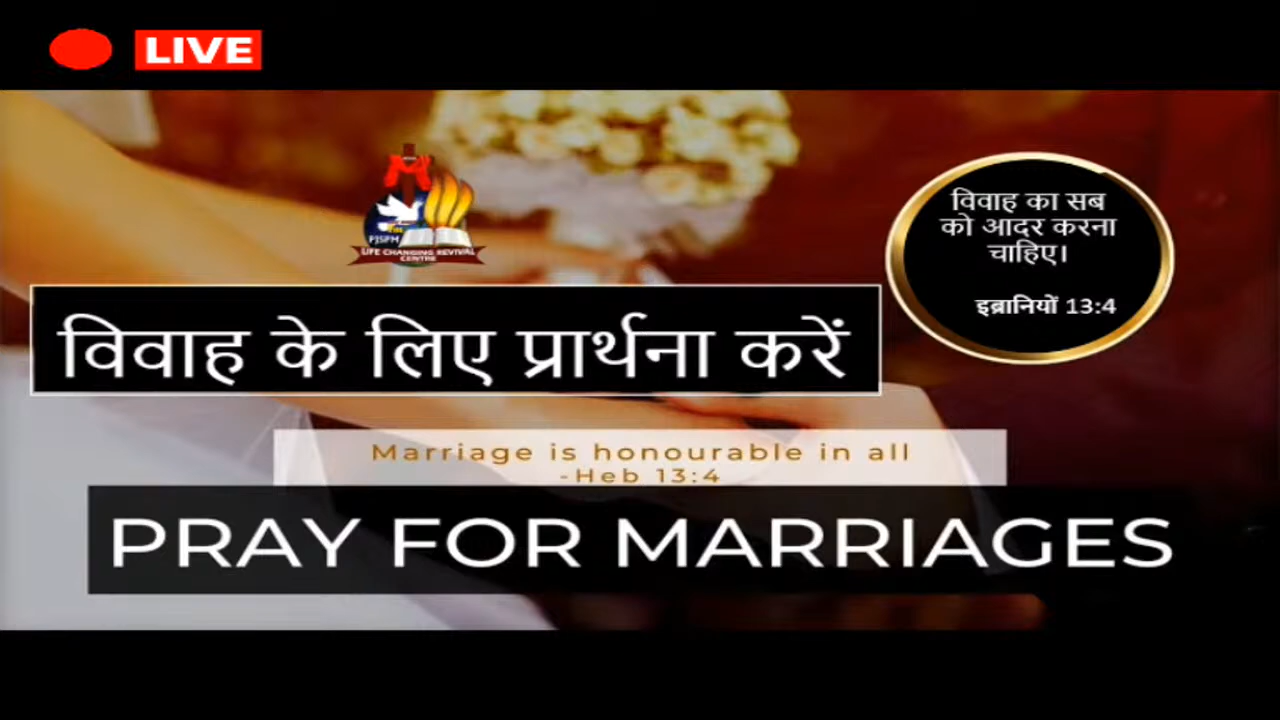 LIVE
PJSPM
LIFE CHANGING REVIVAL
CENTRE
विवाह का सब
को आदर करना
चाहिए।
इब्रानियों 13:4
विवाह के लिए प्रार्थना करें
Marriage is honourable in all
-Heb 13:4
PRAY FOR MARRIAGES